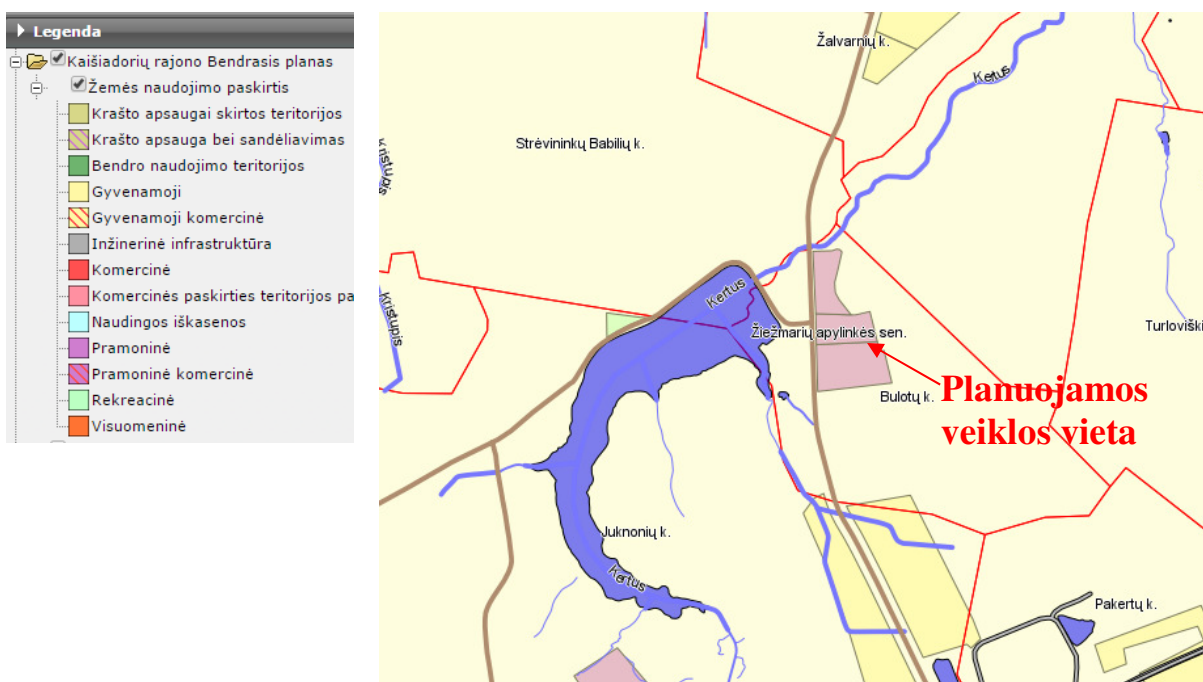 Legenda
Kaišiadorių rajono Bendrasis planas
Žemės naudojimo paskirtis
Krašto apsaugai skirtos teritorijos
Krašto apsauga bei sandėliavimas
Bendro naudojimo teritorijos
Gyvenamoji
Gyvenamoji komercinė
Inžinerinė infrastruktūra
Komercinė
Komercinės paskirties teritorijos pa
Naudingos iškasenos
Pramoninė
Pramoninė komercinė
Rekreacinė
Visuomeninė
Žalvarnių k.
Kertus
Strėvininkų Babilių k.
Kristupis
Kristupis
Kertus
Žiežmarių apylinkės sen.
Turloviški
Bulotų k.
Planuojamos
veiklos vieta
Juknonių k.
Kertus
Pakertų k.